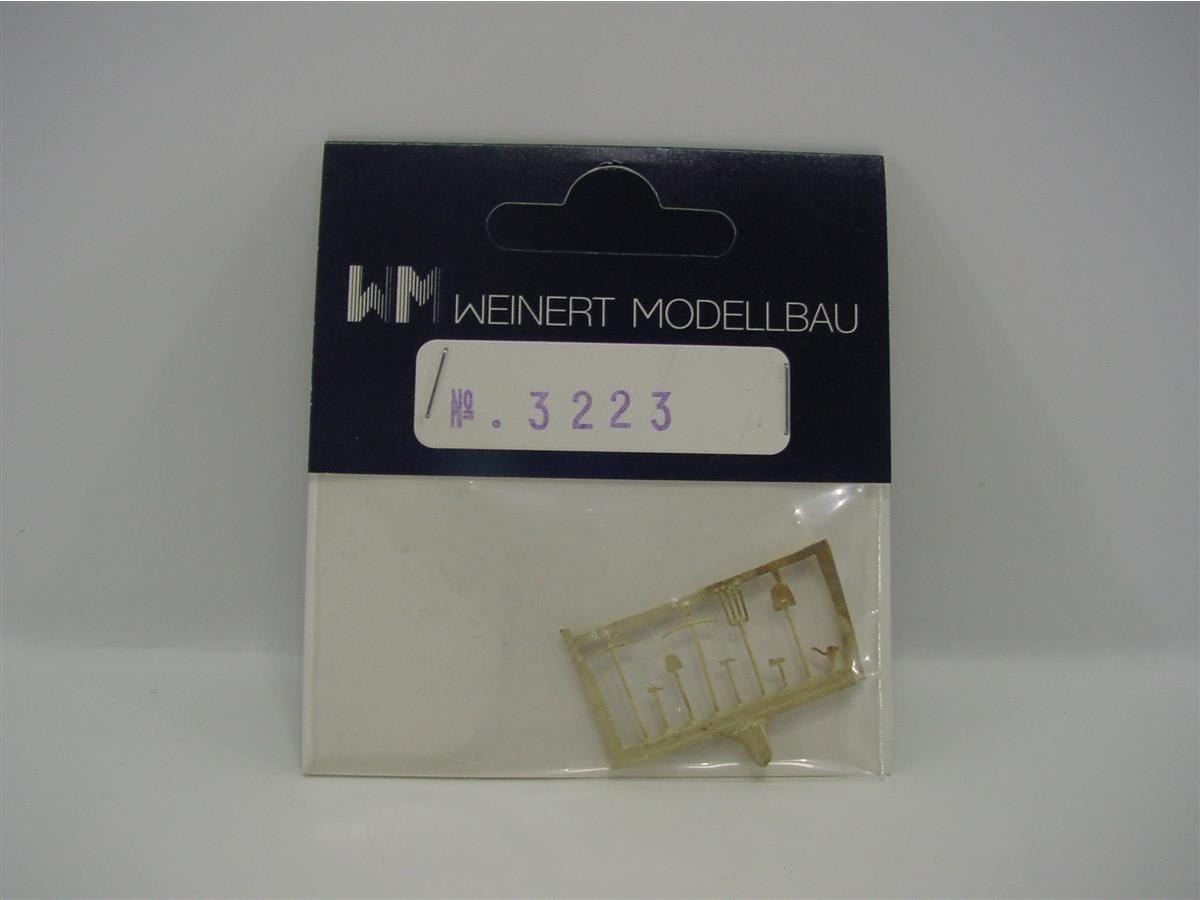 WM WEINERT MODELLBAU
№. 3223